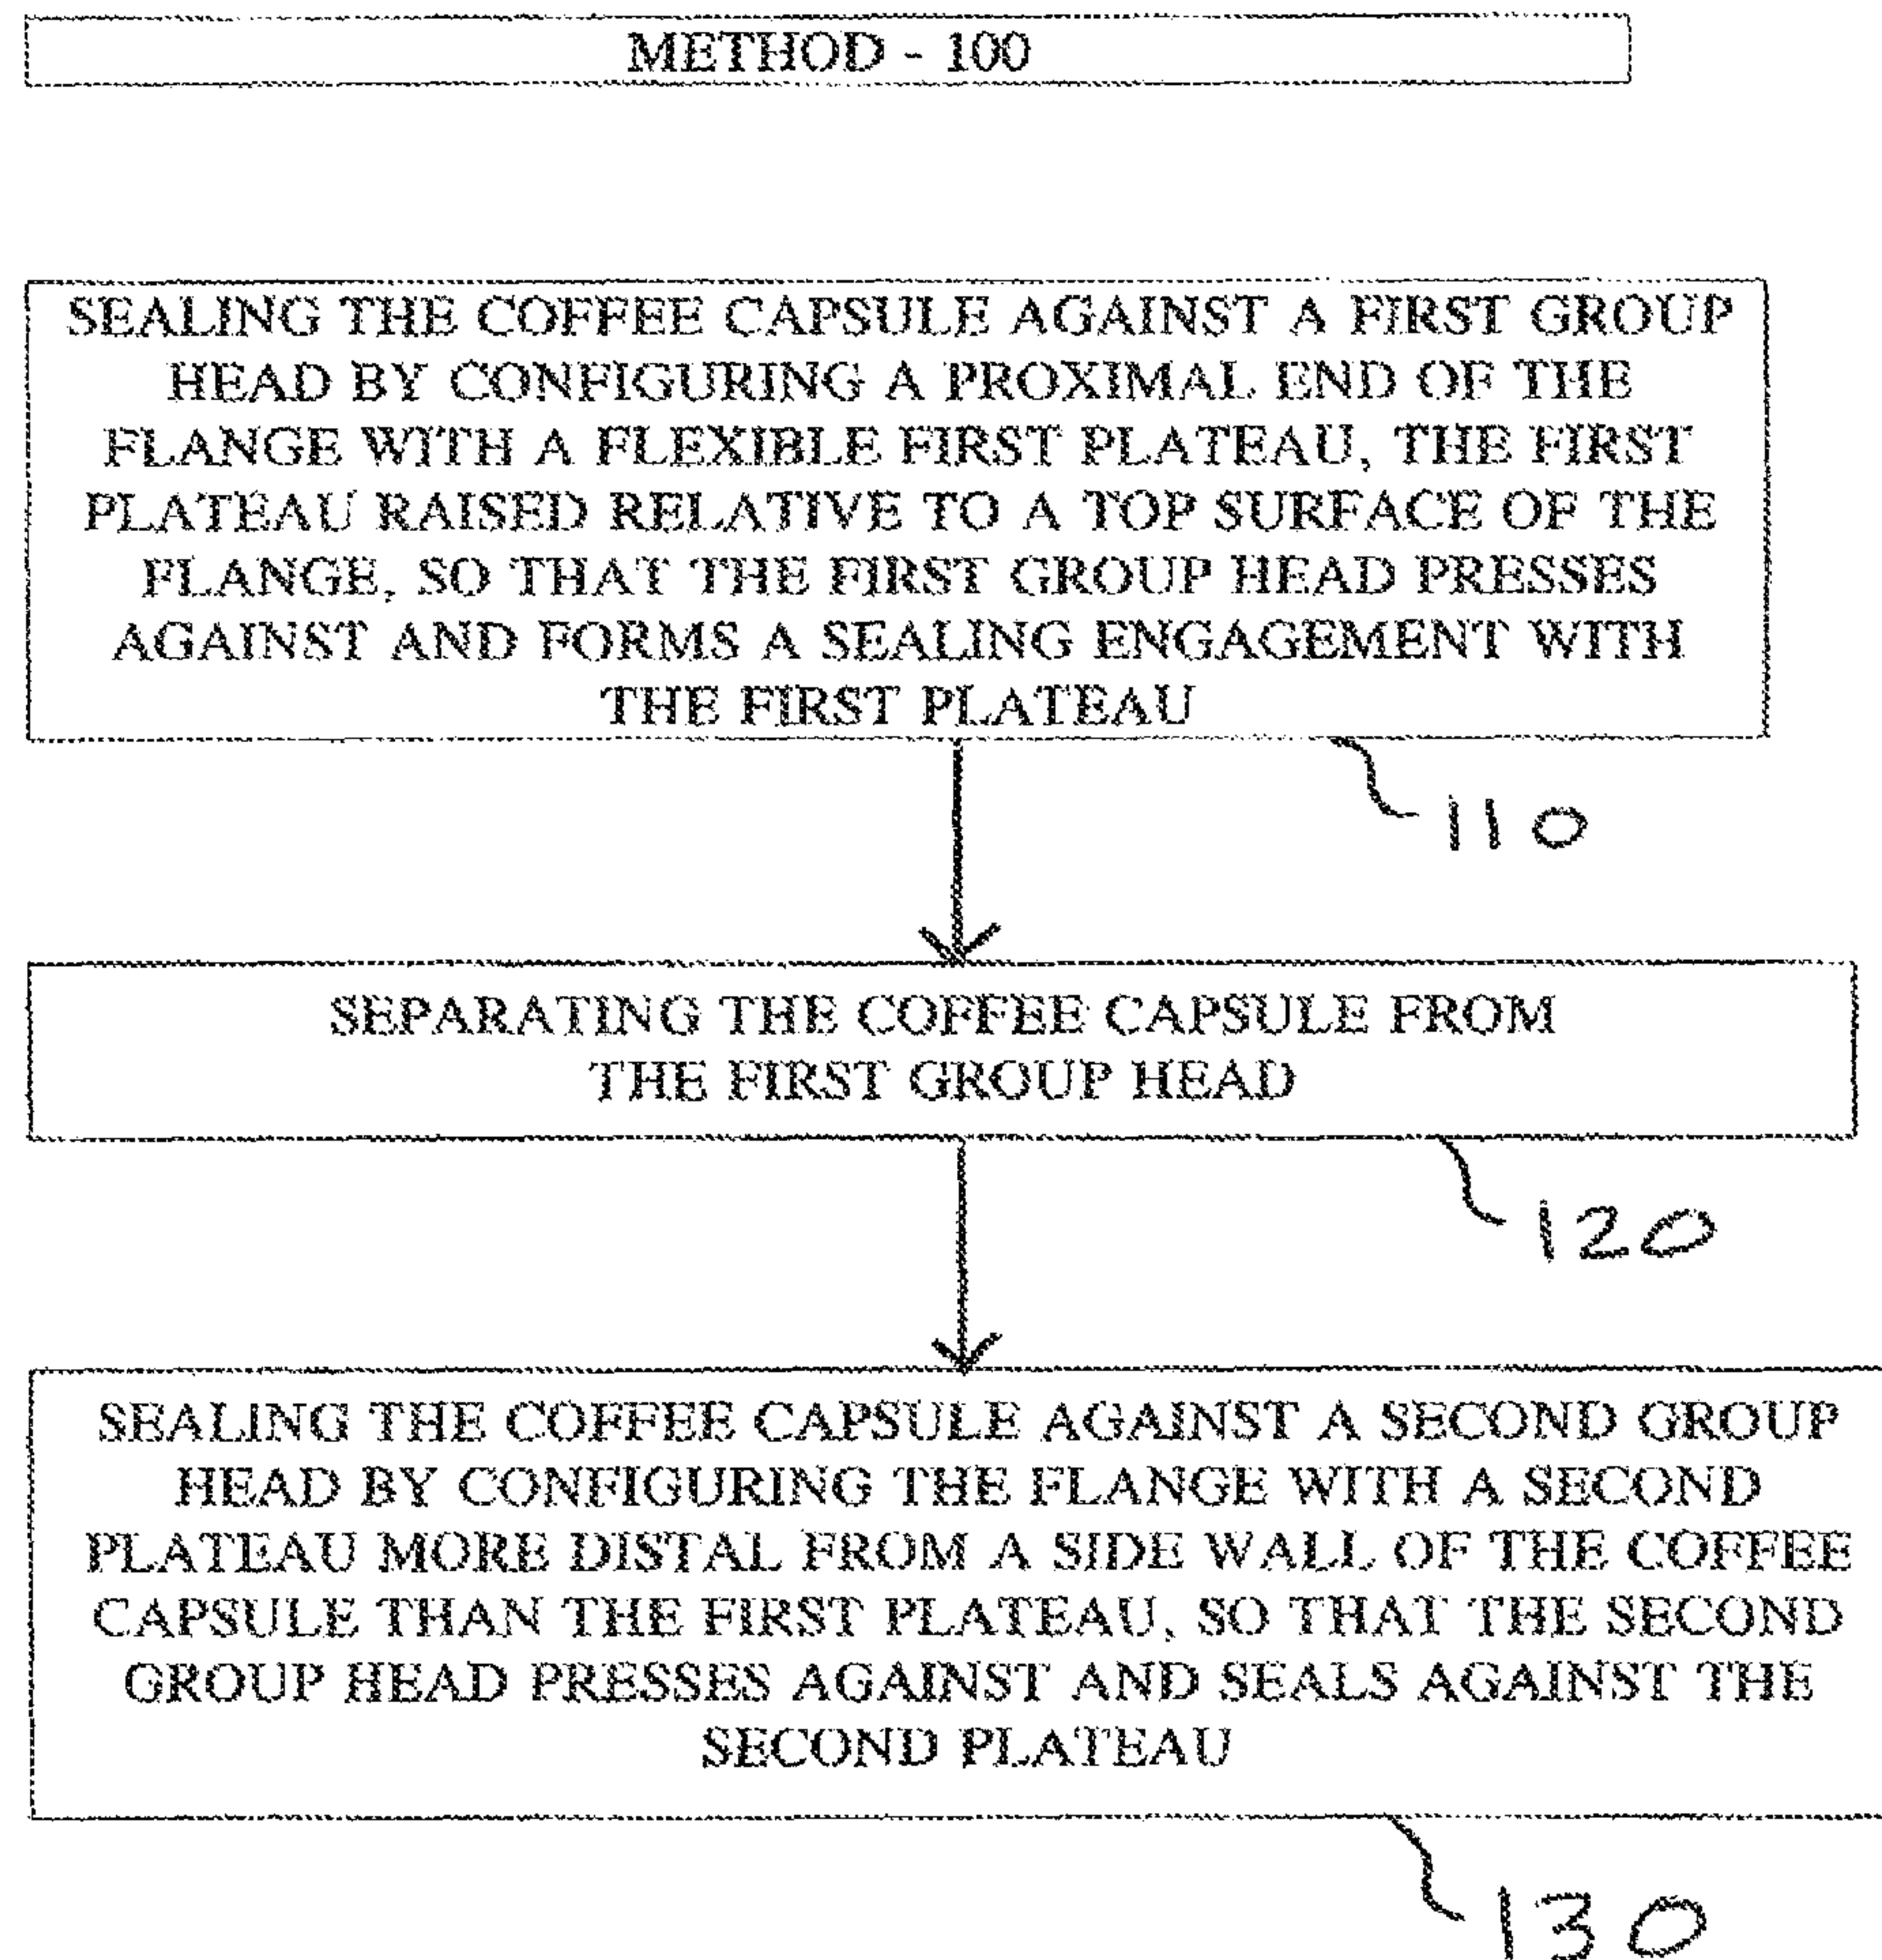 METHOD - 100
SEALING THE COFFEE CAPSULE AGAINST A FIRST GROUP
HEAD BY CONFIGURING A PROXIMAL END OF THE
FLANGE WITH A FLEXIBLE FIRST PLATEAU, THE FIRST
PLATEAU RAISED RELATIVE TO A TOP SURFACE OF THE
FLANGE, SO THAT THE FIRST GROUP HEAD PRESSES
AGAINST AND FORMS A SEALING ENGAGEMENT WITH
THE FIRST PLATEAU
110
SEPARATING THE COFFEE CAPSULE FROM
THE FIRST GROUP HEAD
120
SEALING THE COFFEE CAPSULE AGAINST A SECOND GROUP
HEAD BY CONFIGURING THE FLANGE WITH A SECOND
PLATEAU MORE DISTAL FROM A SIDE WALL OF THE COFFEE
CAPSULE THAN THE FIRST PLATEAU, SO THAT THE SECOND
GROUP HEAD PRESSES AGAINST AND SEALS AGAINST THE
SECOND PLATEAU
130